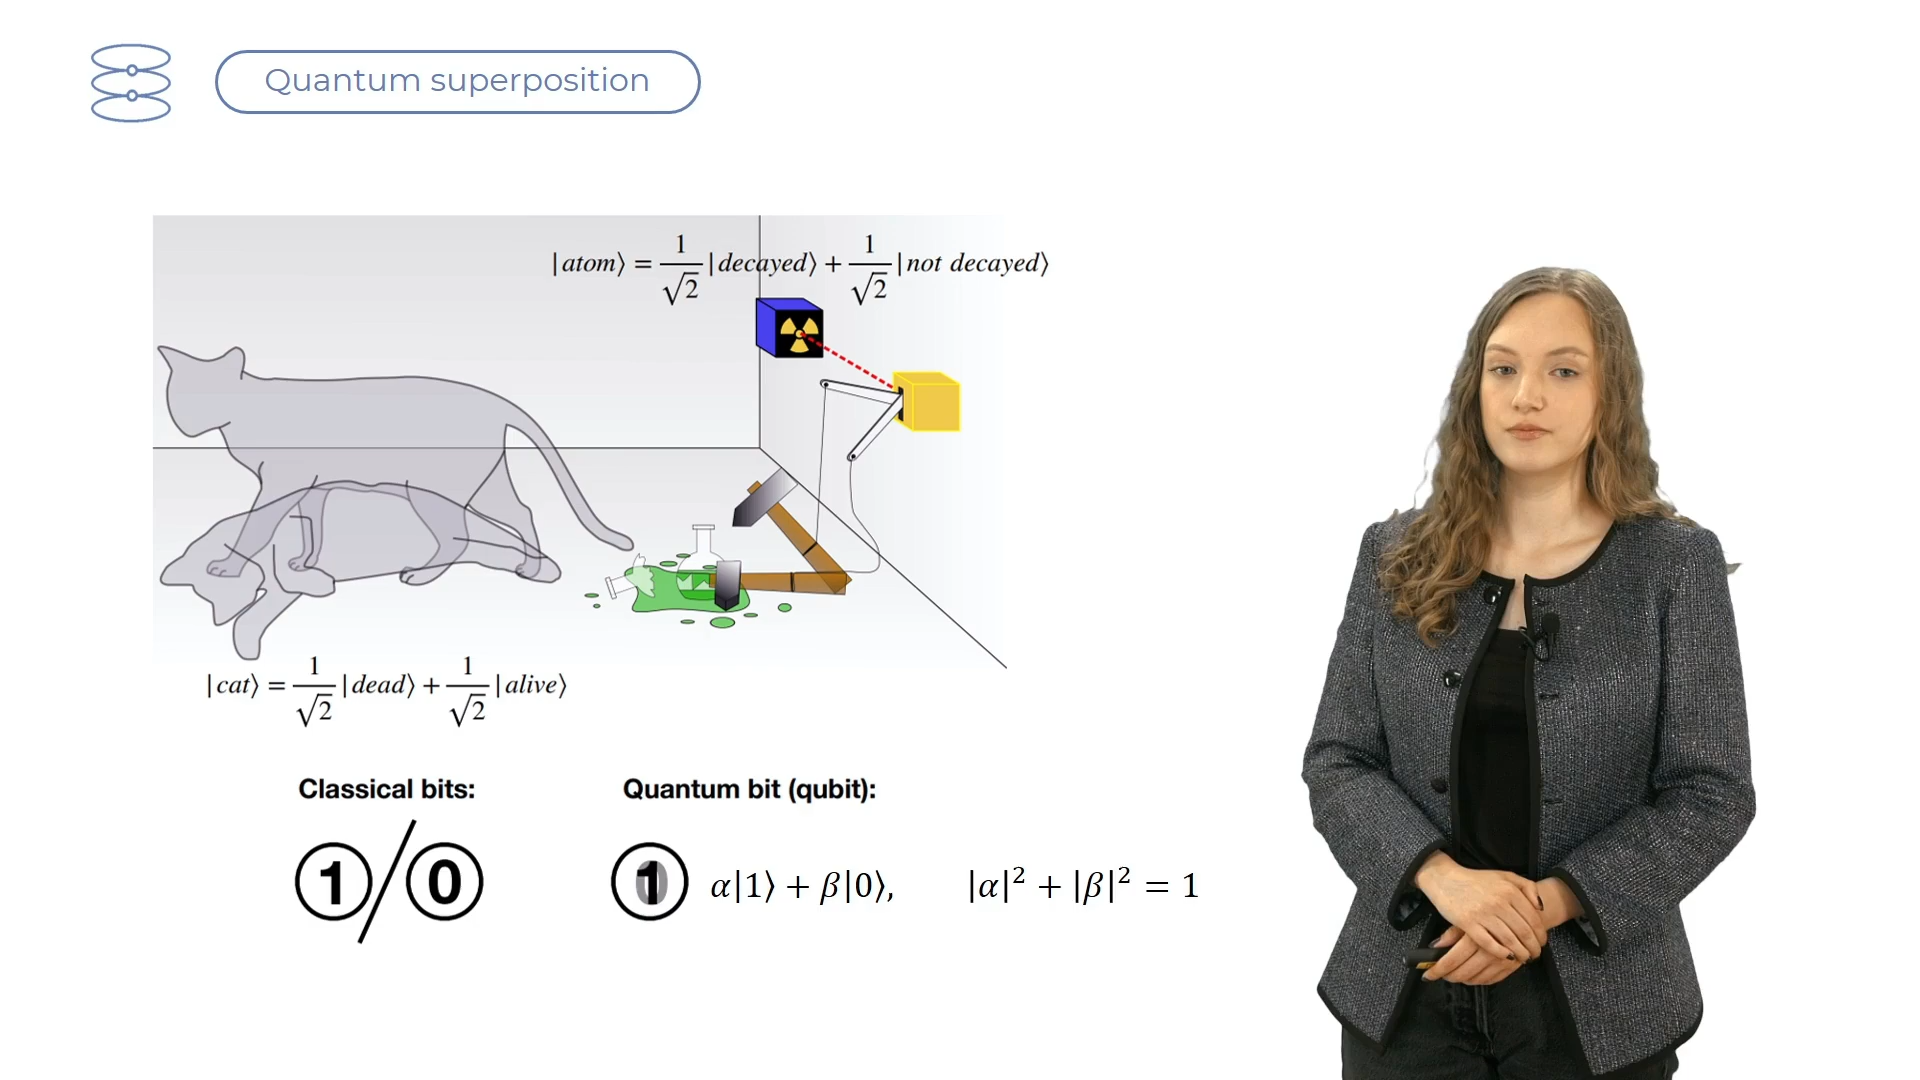 Quantum superposition
|atom⟩ = 1/√2 |decayed⟩ + 1/√2 |not decayed⟩
|cat⟩ = 1/√2 |dead⟩ + 1/√2 |alive⟩
Classical bits:
1/0
Quantum bit (qubit):
1 0 α|1⟩ + β|0⟩, |α|² + |β|² = 1